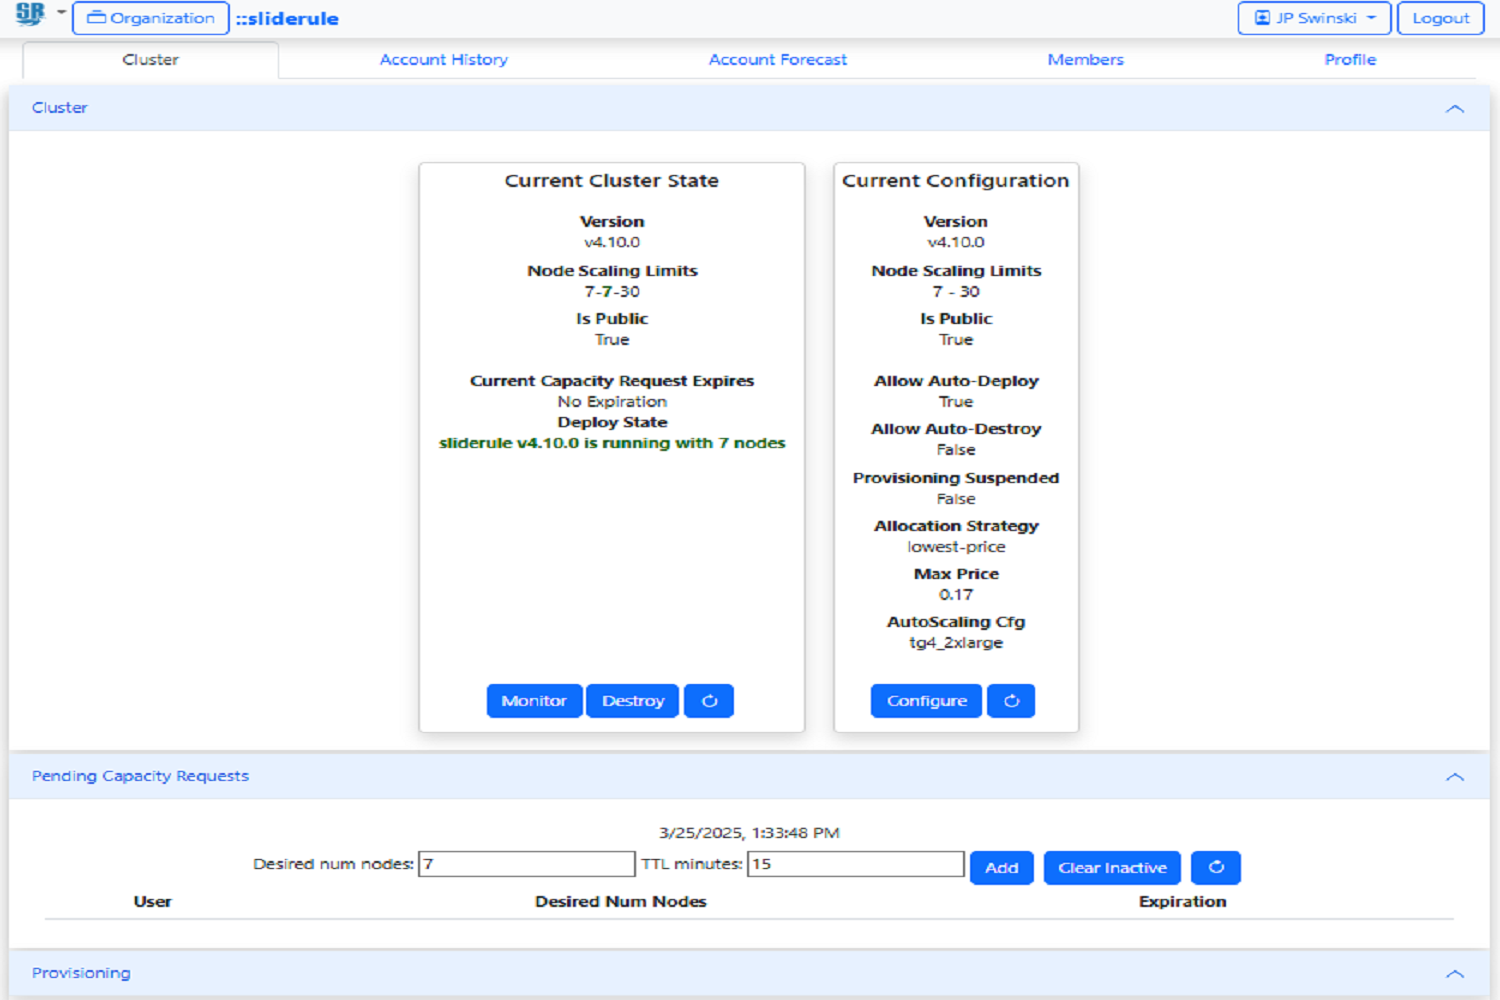 SR Organization ::sliderule JP Swinski Logout
Cluster Account History Account Forecast Members Profile
Cluster
Current Cluster State
Version
v4.10.0
Node Scaling Limits
7-7-30
Is Public
True
Current Capacity Request Expires
No Expiration
Deploy State
sliderule v4.10.0 is running with 7 nodes
Monitor Destroy
Current Configuration
Version
v4.10.0
Node Scaling Limits
7 - 30
Is Public
True
Allow Auto-Deploy
True
Allow Auto-Destroy
False
Provisioning Suspended
False
Allocation Strategy
lowest-price
Max Price
0.17
AutoScaling Cfg
tg4_2xlarge
Configure
Pending Capacity Requests
3/25/2025, 1:33:48 PM
Desired num nodes: 7 TTL minutes: 15 Add Clear Inactive
User Desired Num Nodes Expiration
Provisioning